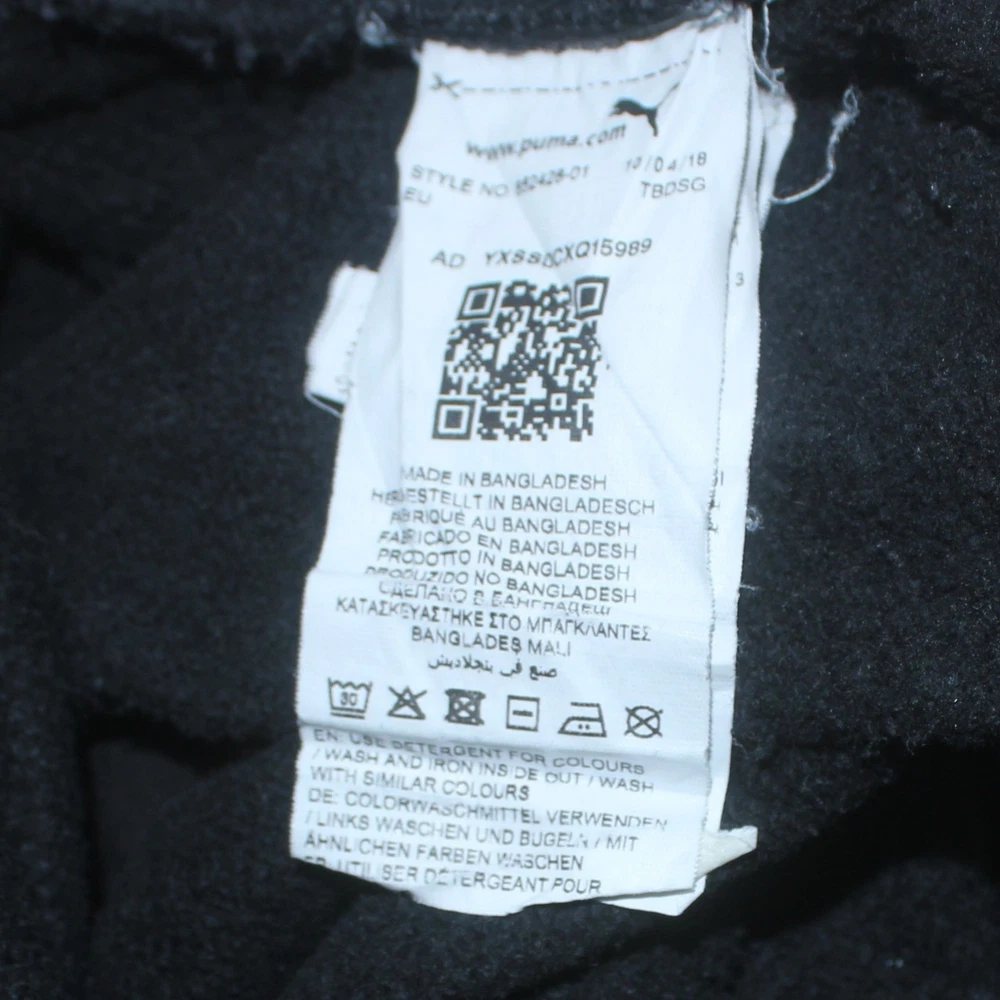 www.puma.com
STYLE NO 852428-01 10/04/18
EU TBDSG
AD
MADE IN BANGLADESH
HERGESTELLT IN BANGLADESCH
FABRIQUÉ AU BANGLADESH
FABRICADO EN BANGLADESH
PRODOTTO IN BANGLADESH
PRODUZIDO NO BANGLADESH
СДЕЛАНО В БАНГЛАДЕШ
ΚΑΤΑΣΚΕΥΑΣΤΗΚΕ ΣΤΟ ΜΠΑΓΚΛΑΝΤΕΣ
BANGLADEŞ MALI
صنع في بنجلاديش
30
EN: USE DETERGENT FOR COLOURS
/ WASH AND IRON INSIDE OUT / WASH
WITH SIMILAR COLOURS
DE: COLORWASCHMITTEL VERWENDEN
/ LINKS WASCHEN UND BÜGELN / MIT
ÄHNLICHEN FARBEN WASCHEN
FR: UTILISER DÉTERGEANT POUR
3